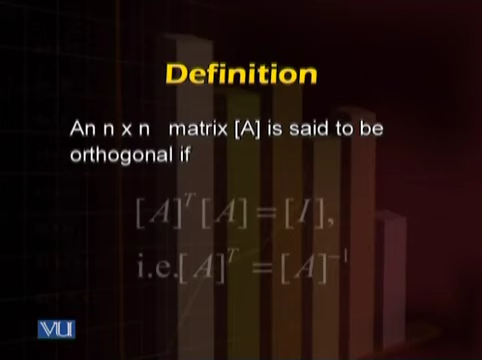 Definition
An n x n matrix [A] is said to be
orthogonal if
[A]ᵀ[A]=[I],
i.e.[A]ᵀ=[A]⁻¹
VU